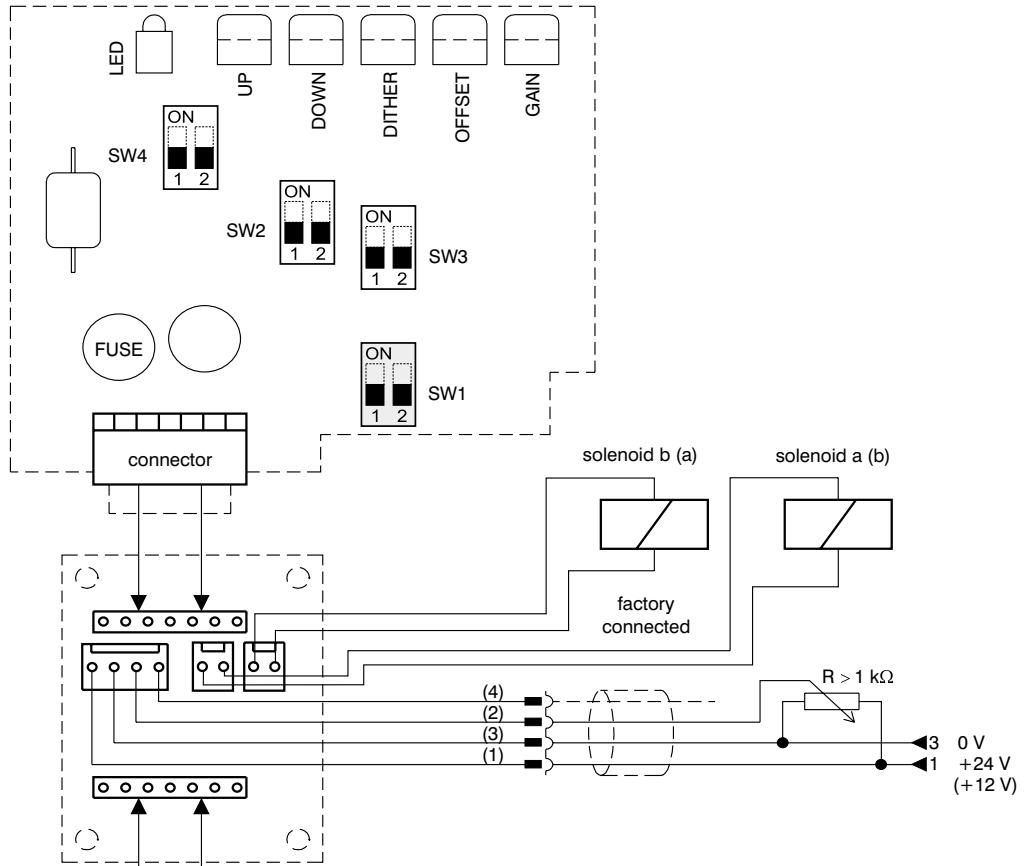 LED
UP
DOWN
DITHER
OFFSET
GAIN
ON
SW4
1 2
ON
SW2
1 2
ON
SW3
1 2
FUSE
ON
SW1
1 2
connector
solenoid b (a)
solenoid a (b)
factory
connected
R > 1 kΩ
(4)
(2)
(3)
3 0 V
(1)
1 +24 V
(+12 V)